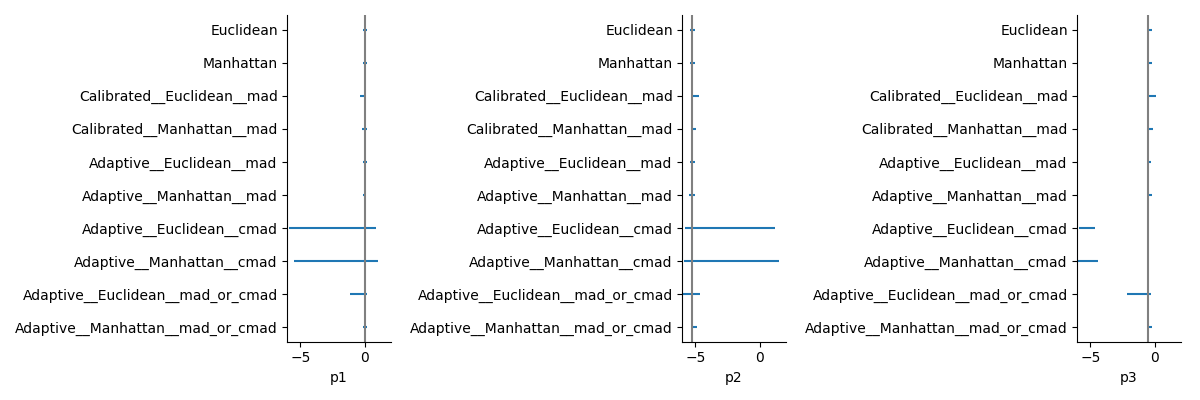 Euclidean
Manhattan
Calibrated__Euclidean__mad
Calibrated__Manhattan__mad
Adaptive__Euclidean__mad
Adaptive__Manhattan__mad
Adaptive__Euclidean__cmad
Adaptive__Manhattan__cmad
Adaptive__Euclidean__mad_or_cmad
Adaptive__Manhattan__mad_or_cmad
−5 0
p1
Euclidean
Manhattan
Calibrated__Euclidean__mad
Calibrated__Manhattan__mad
Adaptive__Euclidean__mad
Adaptive__Manhattan__mad
Adaptive__Euclidean__cmad
Adaptive__Manhattan__cmad
Adaptive__Euclidean__mad_or_cmad
Adaptive__Manhattan__mad_or_cmad
−5 0
p2
Euclidean
Manhattan
Calibrated__Euclidean__mad
Calibrated__Manhattan__mad
Adaptive__Euclidean__mad
Adaptive__Manhattan__mad
Adaptive__Euclidean__cmad
Adaptive__Manhattan__cmad
Adaptive__Euclidean__mad_or_cmad
Adaptive__Manhattan__mad_or_cmad
−5 0
p3